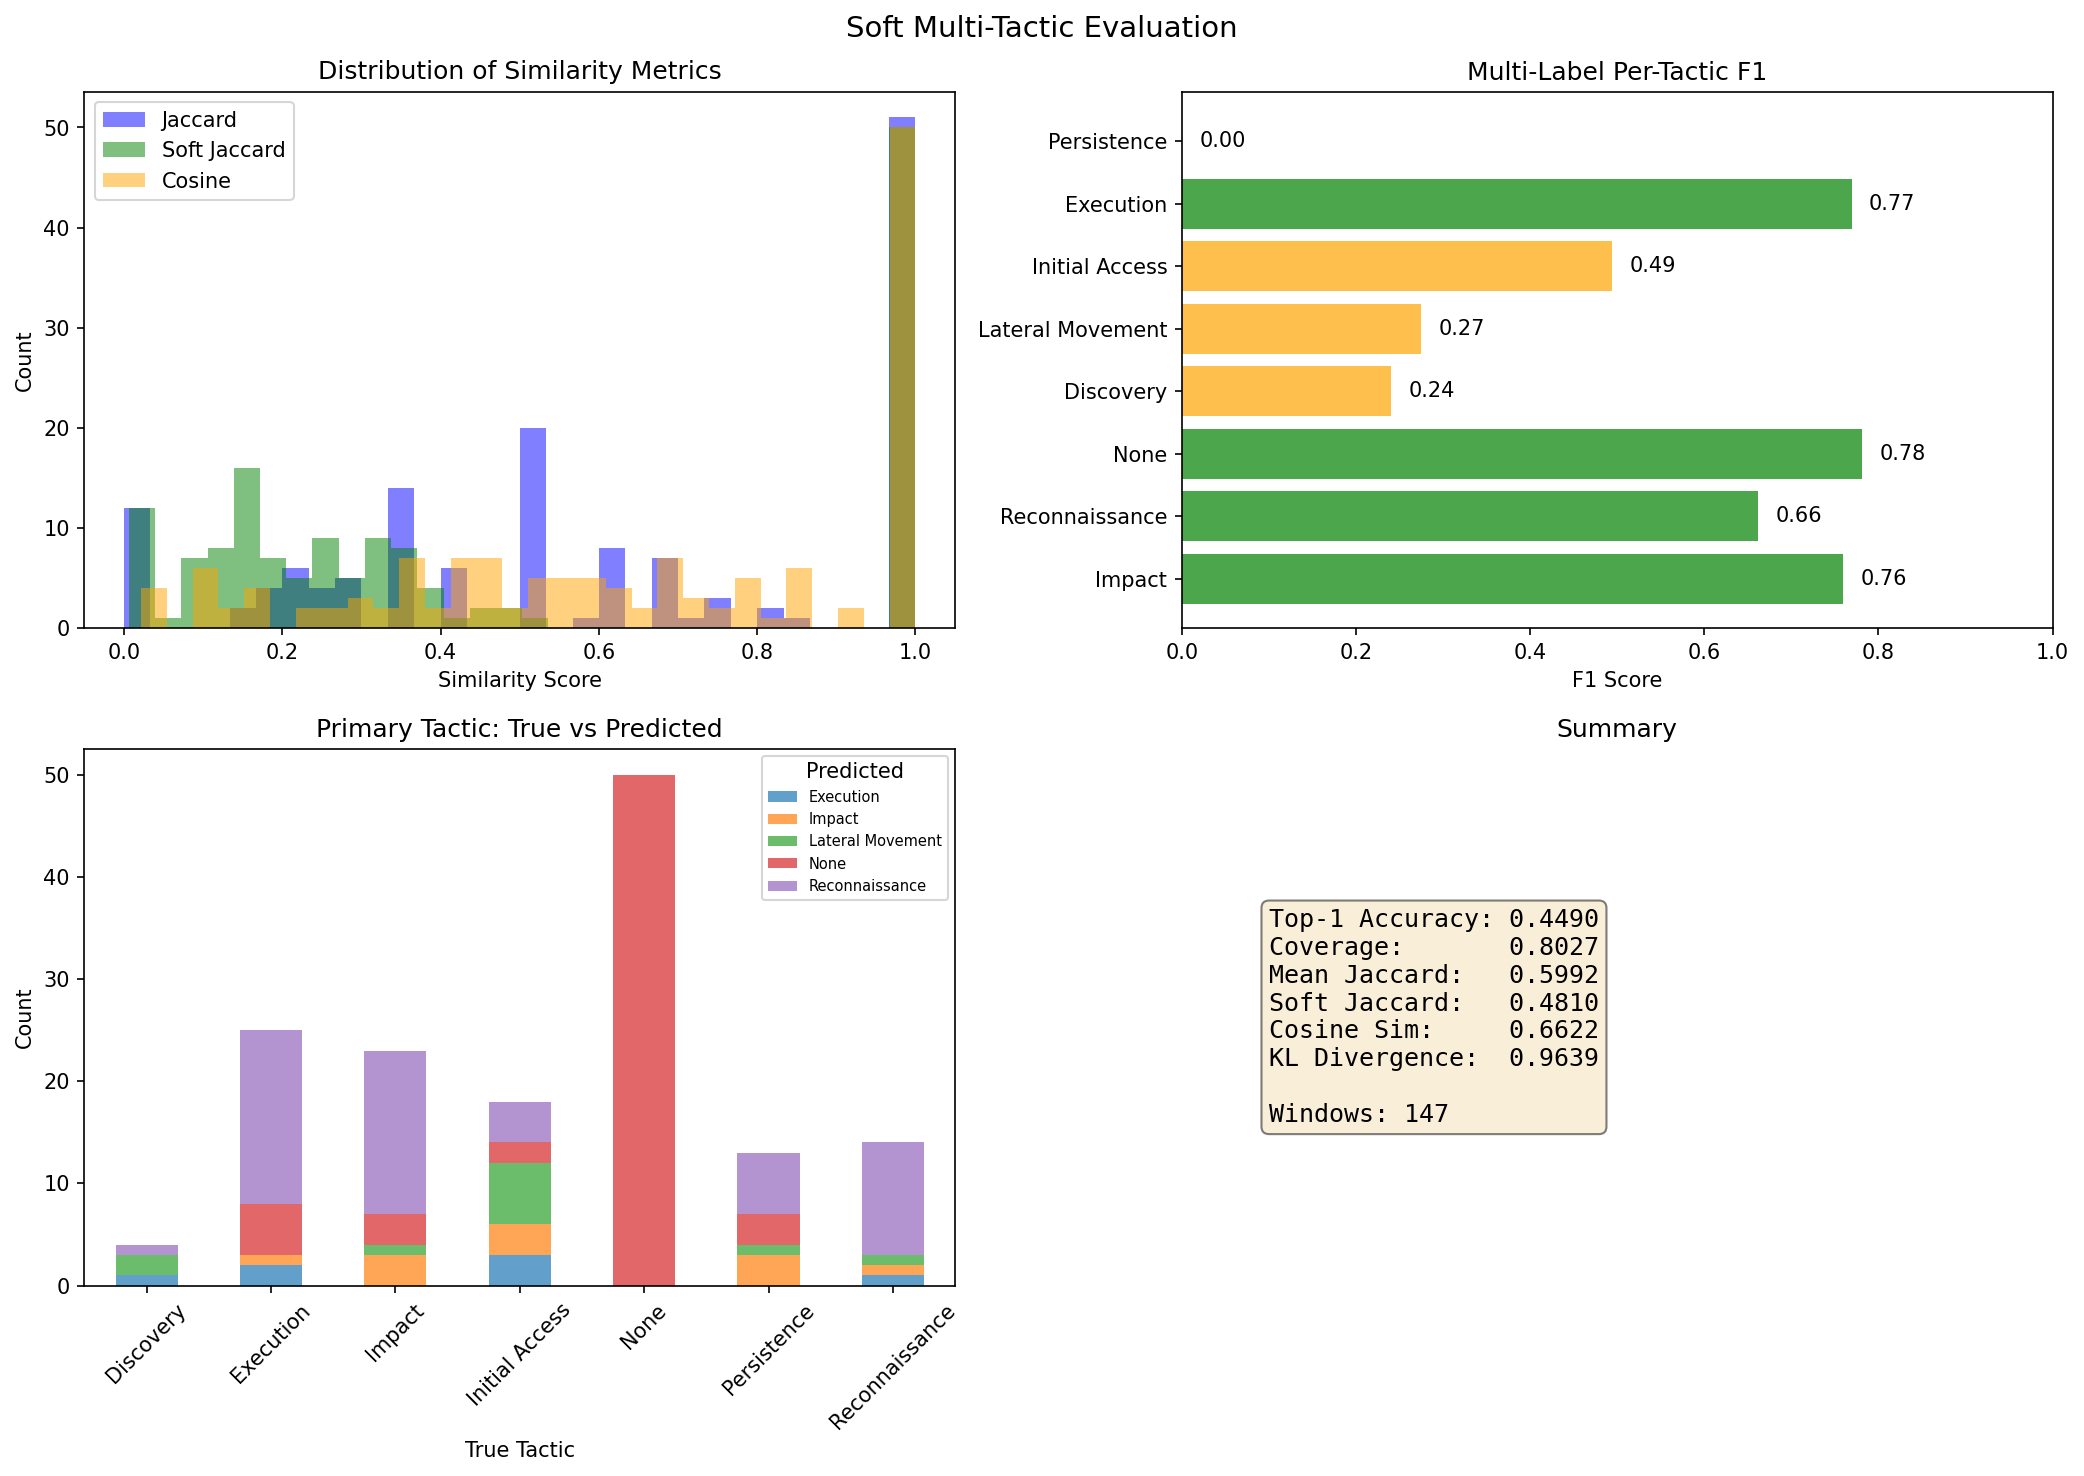 Soft Multi-Tactic Evaluation
Distribution of Similarity Metrics
Jaccard
Soft Jaccard
Cosine
50
40
30
20
10
0
Count
0.0 0.2 0.4 0.6 0.8 1.0
Similarity Score
Multi-Label Per-Tactic F1
Persistence 0.00
Execution 0.77
Initial Access 0.49
Lateral Movement 0.27
Discovery 0.24
None 0.78
Reconnaissance 0.66
Impact 0.76
0.0 0.2 0.4 0.6 0.8 1.0
F1 Score
Primary Tactic: True vs Predicted
Predicted
Execution
Impact
Lateral Movement
None
Reconnaissance
50
40
30
20
10
0
Count
Discovery
Execution
Impact
Initial Access
None
Persistence
Reconnaissance
True Tactic
Summary
Top-1 Accuracy: 0.4490
Coverage: 0.8027
Mean Jaccard: 0.5992
Soft Jaccard: 0.4810
Cosine Sim: 0.6622
KL Divergence: 0.9639
Windows: 147